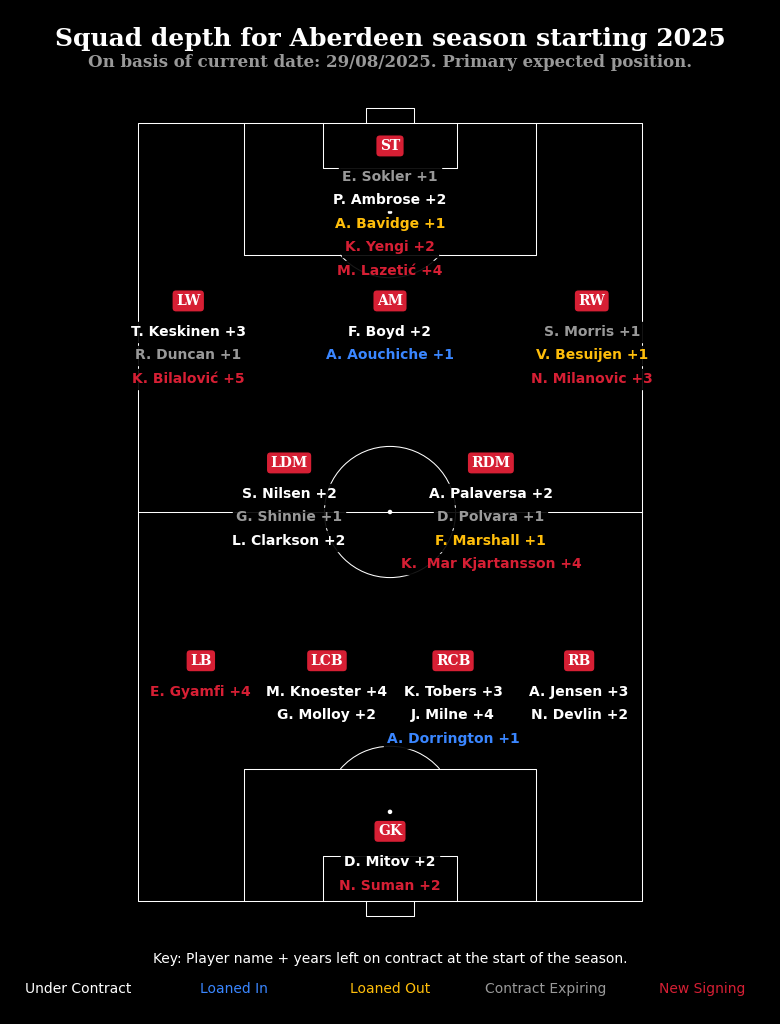 Squad depth for Aberdeen season starting 2025
On basis of current date: 29/08/2025. Primary expected position.
ST
E. Sokler +1
P. Ambrose +2
A. Bavidge +1
K. Yengi +2
M. Lazetić +4
LW
T. Keskinen +3
R. Duncan +1
K. Bilalović +5
AM
F. Boyd +2
A. Aouchiche +1
RW
S. Morris +1
V. Besuijen +1
N. Milanovic +3
LDM
S. Nilsen +2
G. Shinnie +1
L. Clarkson +2
RDM
A. Palaversa +2
D. Polvara +1
F. Marshall +1
K.  Mar Kjartansson +4
LB
E. Gyamfi +4
LCB
M. Knoester +4
G. Molloy +2
RCB
K. Tobers +3
J. Milne +4
A. Dorrington +1
RB
A. Jensen +3
N. Devlin +2
GK
D. Mitov +2
N. Suman +2
Key: Player name + years left on contract at the start of the season.
Under Contract
Loaned In
Loaned Out
Contract Expiring
New Signing